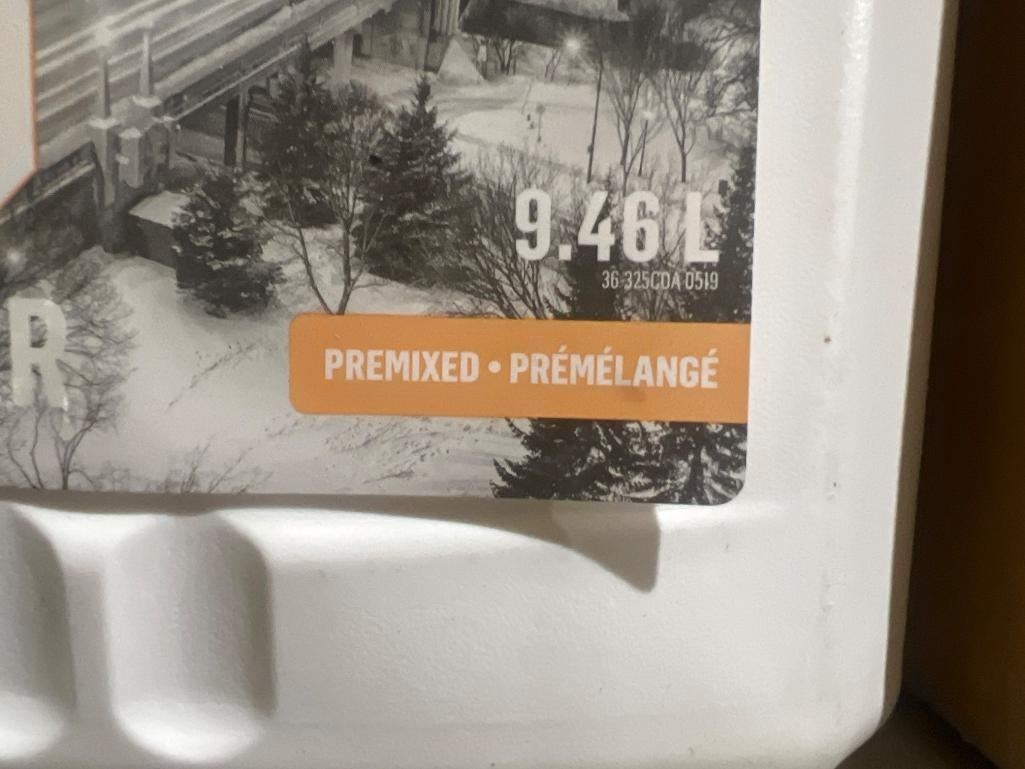 9.46 L
36 325CDA 0519
R
PREMIXED • PRÉMÉLANGÉ